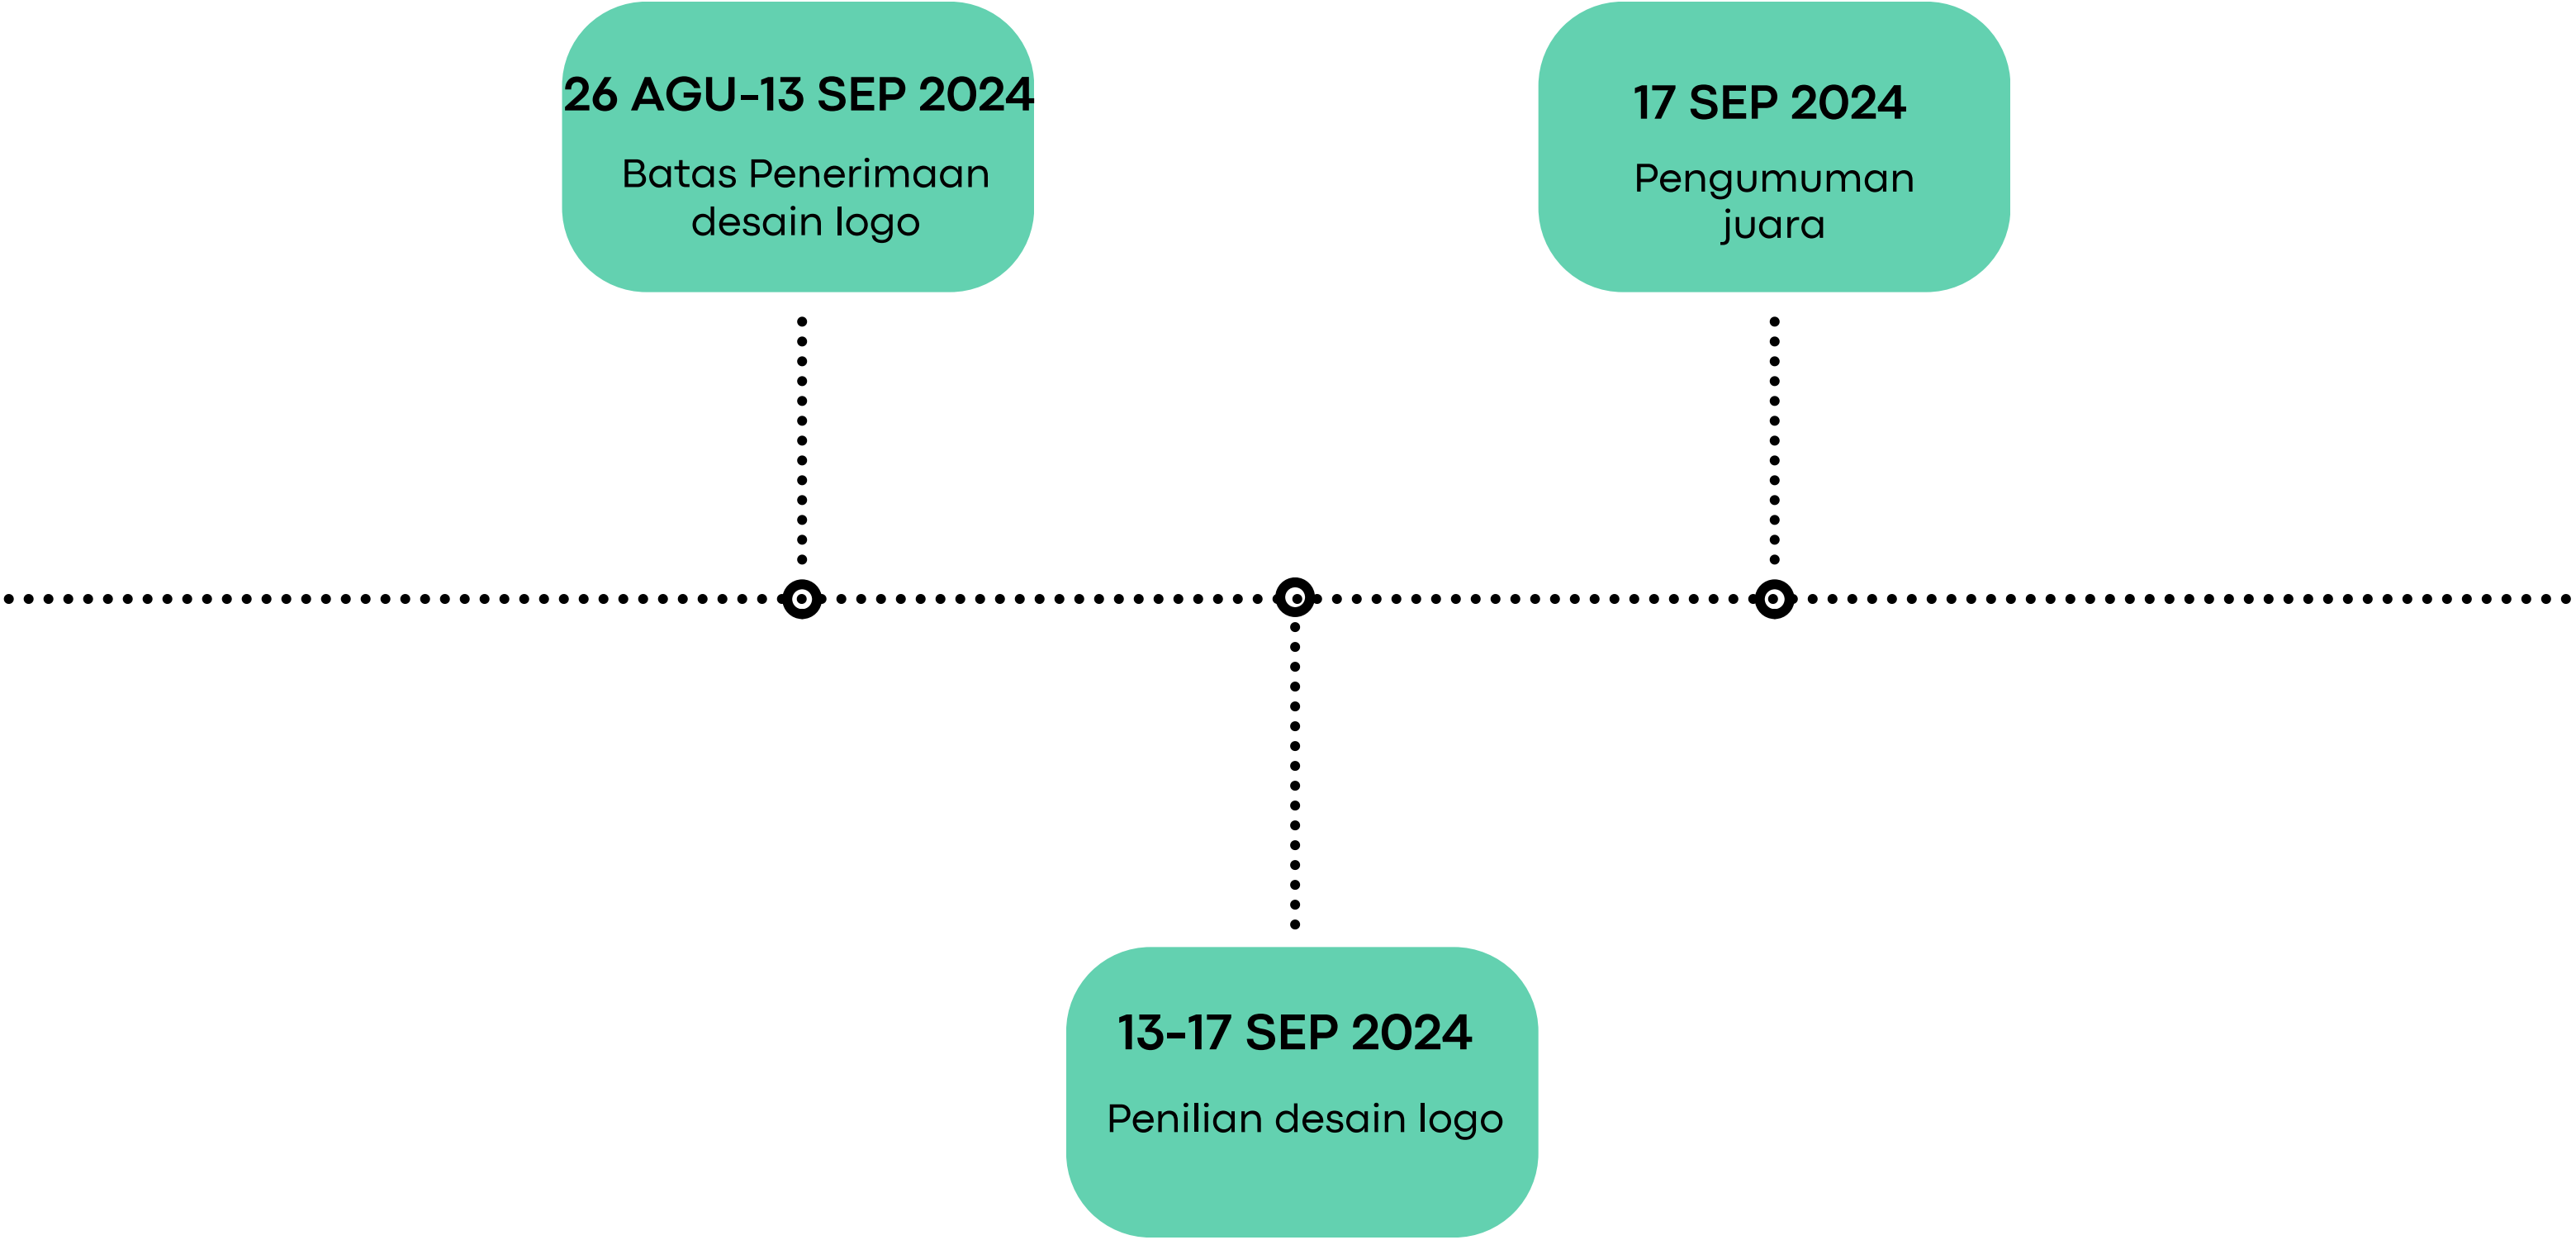 26 AGU-13 SEP 2024
Batas Penerimaan
desain logo
17 SEP 2024
Pengumuman
juara
13-17 SEP 2024
Penilian desain logo